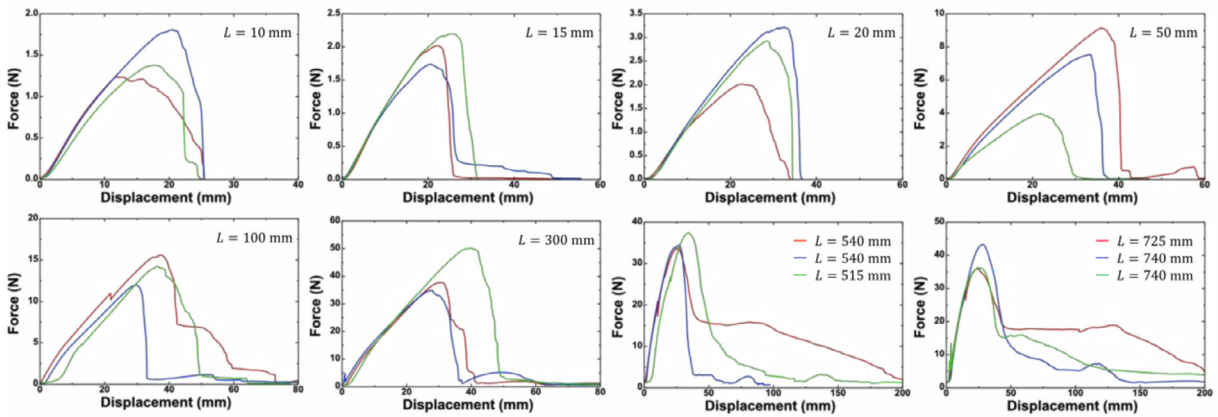 L = 10 mm
Force (N)
2.0
1.5
1.0
0.5
0.0
0 10 20 30 40
Displacement (mm)
L = 15 mm
Force (N)
2.5
2.0
1.5
1.0
0.5
0.0
0 20 40 60
Displacement (mm)
L = 20 mm
Force (N)
3.5
3.0
2.5
2.0
1.5
1.0
0.5
0.0
0 10 20 30 40 50 60
Displacement (mm)
L = 50 mm
Force (N)
10
8
6
4
2
0
0 10 20 30 40 50 60
Displacement (mm)
L = 100 mm
Force (N)
20
15
10
5
0
0 20 40 60 80
Displacement (mm)
L = 300 mm
Force (N)
60
50
40
30
20
10
0
0 20 40 60 80
Displacement (mm)
L = 540 mm
L = 540 mm
L = 515 mm
Force (N)
40
30
20
10
0
0 50 100 150 200
Displacement (mm)
L = 725 mm
L = 740 mm
L = 740 mm
Force (N)
50
40
30
20
10
0
0 50 100 150 200
Displacement (mm)